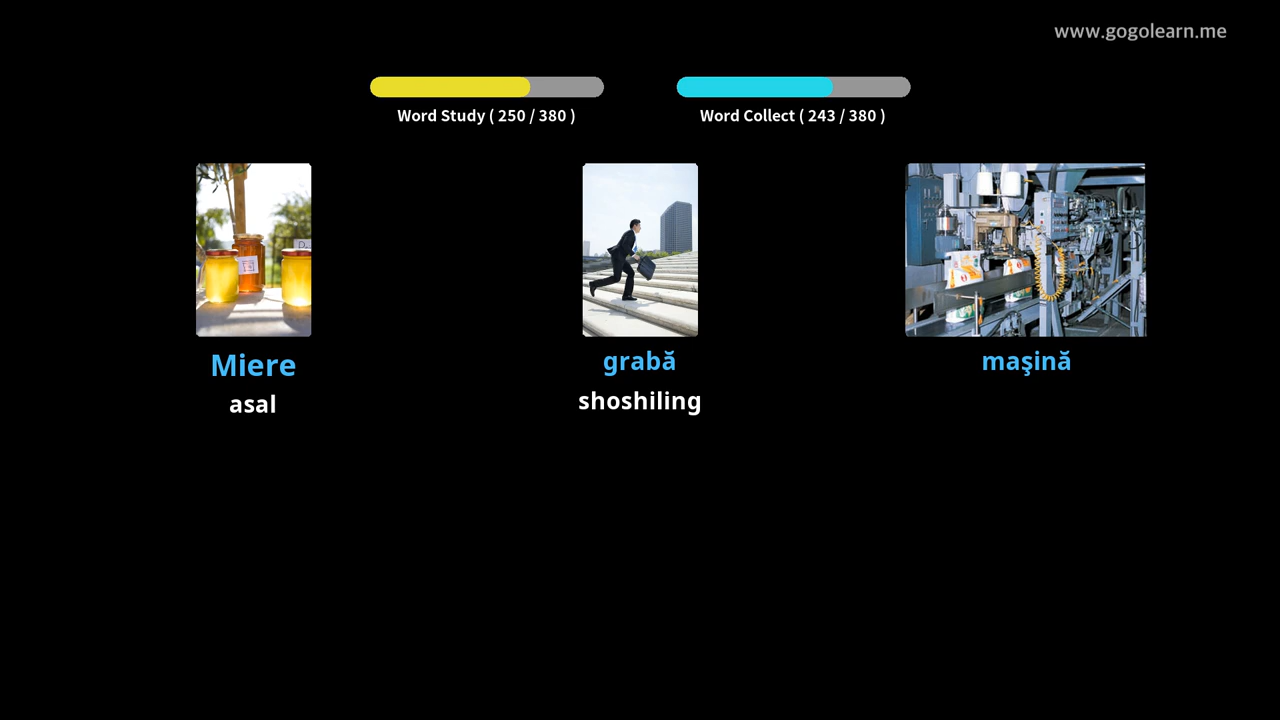 www.gogolearn.me
Word Study ( 250 / 380 )
Word Collect ( 243 / 380 )
Miere
asal
grabă
shoshiling
maşină